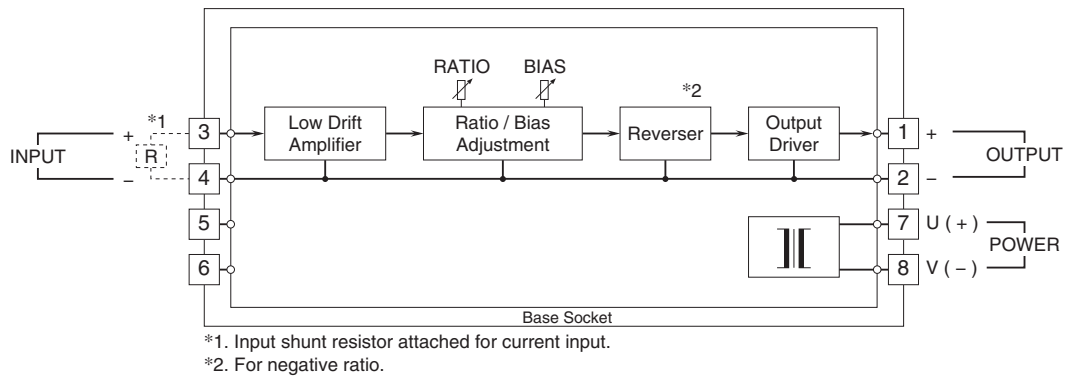 RATIO BIAS
*1 *2
3 Low Drift Amplifier Ratio / Bias Adjustment Reverser Output Driver 1 +
+
INPUT R OUTPUT
− 4 2 −
5 7 U ( + )
POWER
6 8 V ( − )
Base Socket
*1. Input shunt resistor attached for current input.
*2. For negative ratio.